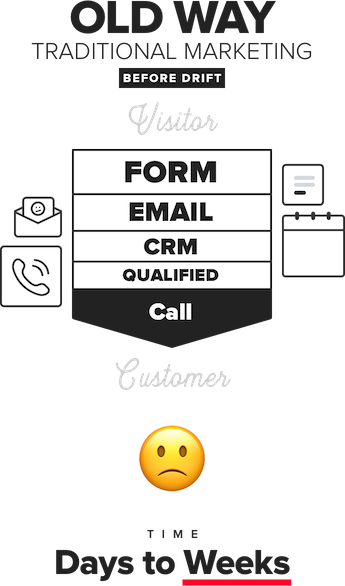 OLD WAY
TRADITIONAL MARKETING
BEFORE DRIFT
Visitor
FORM
EMAIL
CRM
QUALIFIED
Call
Customer
TIME
Days to Weeks